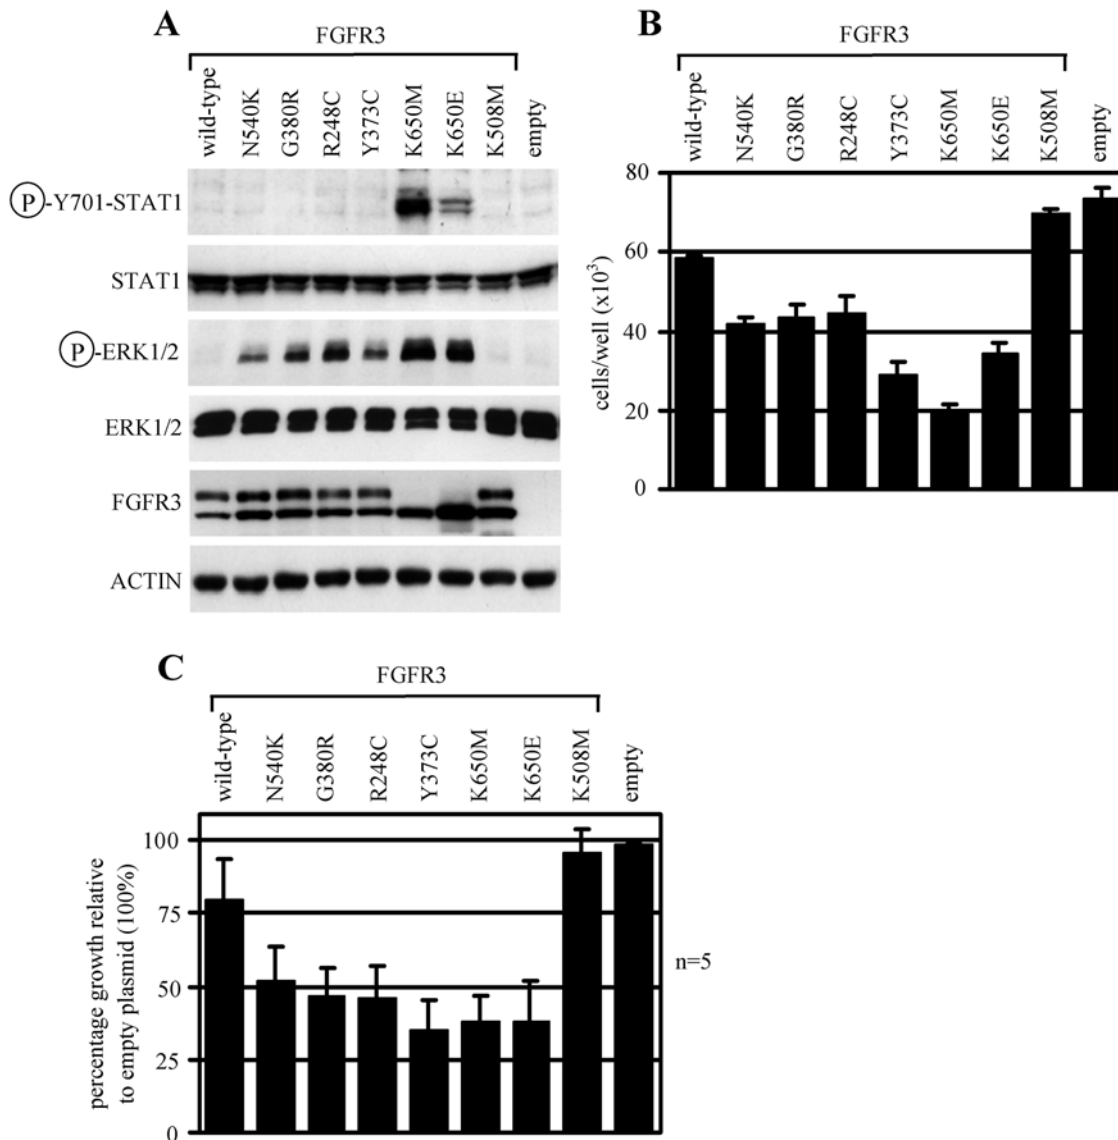 A
FGFR3
wild-type
N540K
G380R
R248C
Y373C
K650M
K650E
K508M
empty
P-Y701-STAT1
STAT1
P-ERK1/2
ERK1/2
FGFR3
ACTIN
B
FGFR3
wild-type
N540K
G380R
R248C
Y373C
K650M
K650E
K508M
empty
80
60
40
20
0
cells/well (x10³)
C
FGFR3
wild-type
N540K
G380R
R248C
Y373C
K650M
K650E
K508M
empty
100
75
50
25
0
percentage growth relative
to empty plasmid (100%)
n=5